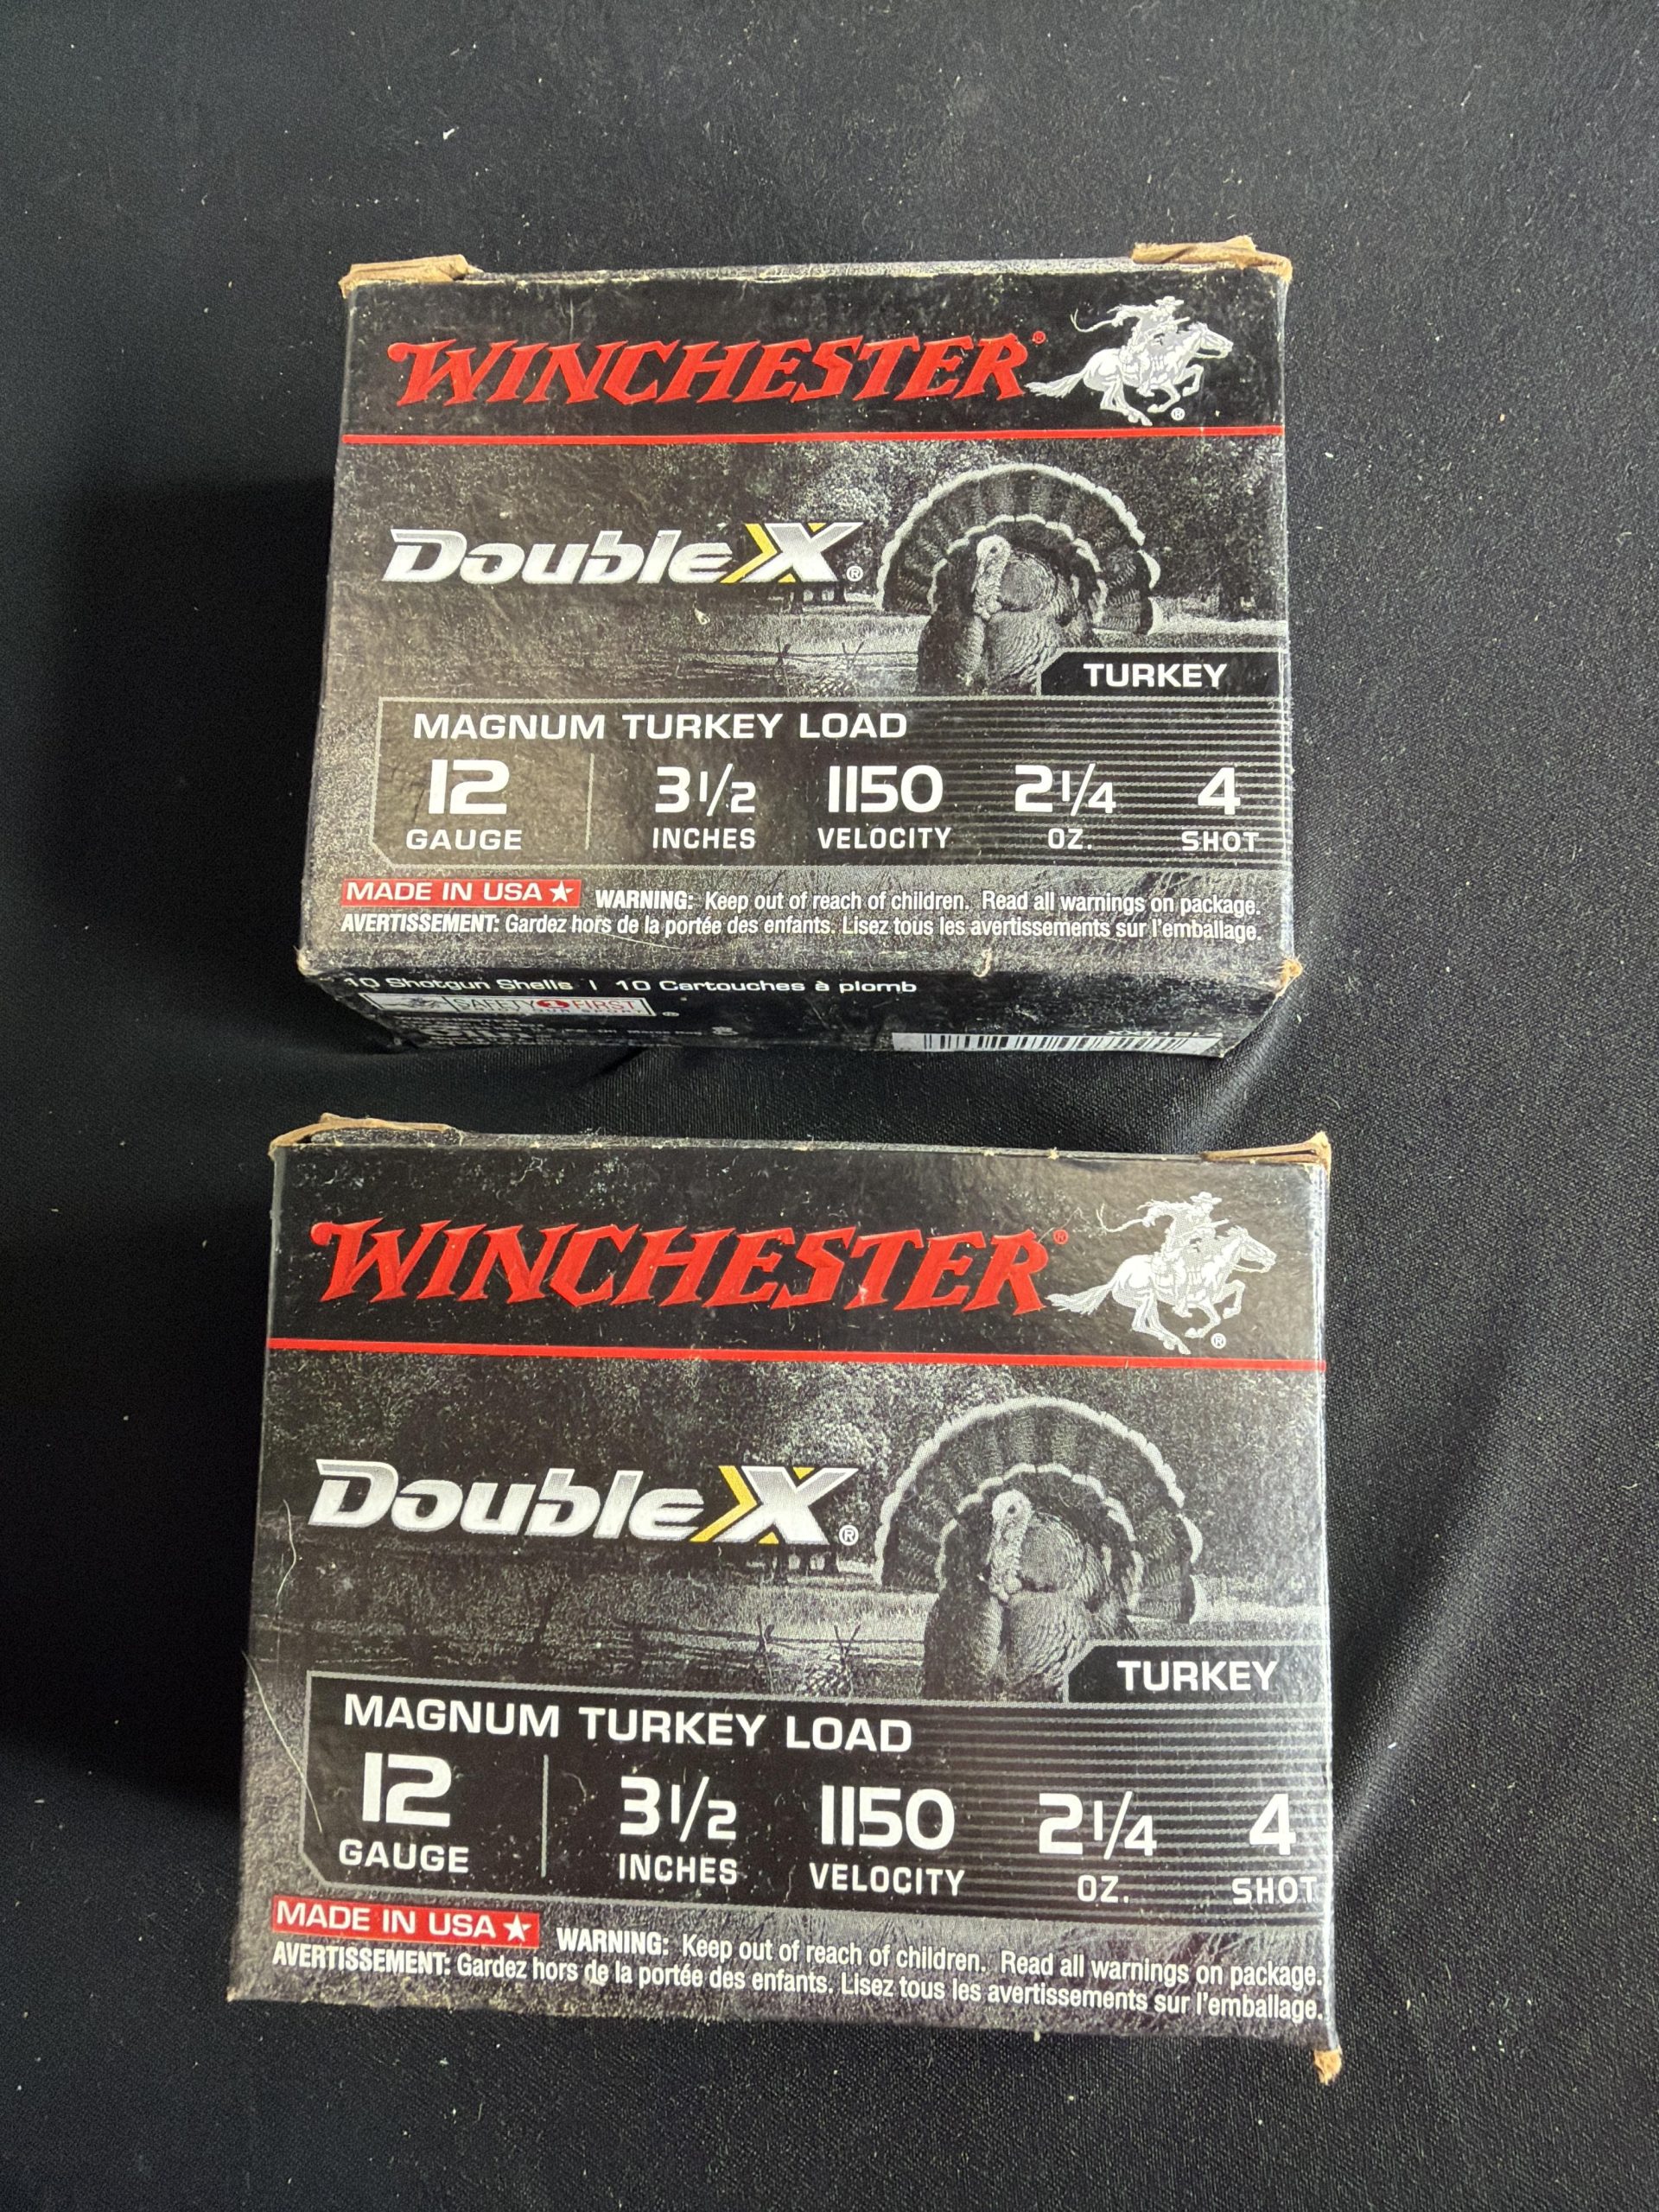 WINCHESTER®
®
DoubleX®
TURKEY
MAGNUM TURKEY LOAD
12 3 1/2 1150 2 1/4 4
GAUGE INCHES VELOCITY OZ. SHOT
MADE IN USA ★ WARNING: Keep out of reach of children. Read all warnings on package.
AVERTISSEMENT: Gardez hors de la portée des enfants. Lisez tous les avertissements sur l'emballage.
10 Shotgun Shells | 10 Cartouches à plomb
SAFETY 1 FIRST
WINCHESTER®
®
DoubleX®
TURKEY
MAGNUM TURKEY LOAD
12 3 1/2 1150 2 1/4 4
GAUGE INCHES VELOCITY OZ. SHOT
MADE IN USA ★ WARNING: Keep out of reach of children. Read all warnings on package.
AVERTISSEMENT: Gardez hors de la portée des enfants. Lisez tous les avertissements sur l'emballage.